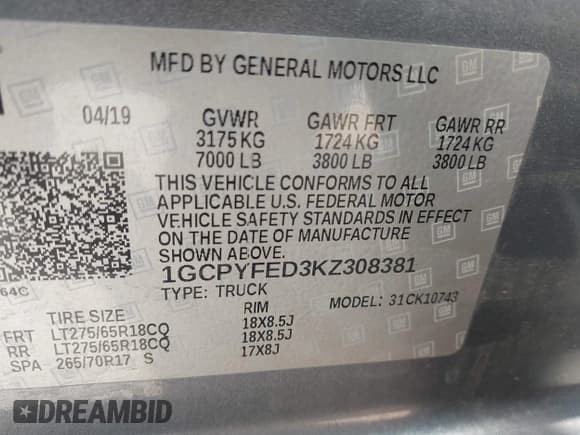 MFD BY GENERAL MOTORS LLC
04/19 GVWR GAWR FRT GAWR RR
3175 KG 1724 KG 1724 KG
7000 LB 3800 LB 3800 LB
THIS VEHICLE CONFORMS TO ALL
APPLICABLE U.S. FEDERAL MOTOR
VEHICLE SAFETY STANDARDS IN EFFECT
ON THE DATE OF MANUFACTURE
SHOWN ABOVE.
1GCPYFED3KZ308381
64C
TYPE: TRUCK MODEL: 31CK10743
TIRE SIZE RIM
FRT LT275/65R18CQ 18X8.5J
RR LT275/65R18CQ 18X8.5J
SPA 265/70R17 S 17X8J
GM
DREAMBID